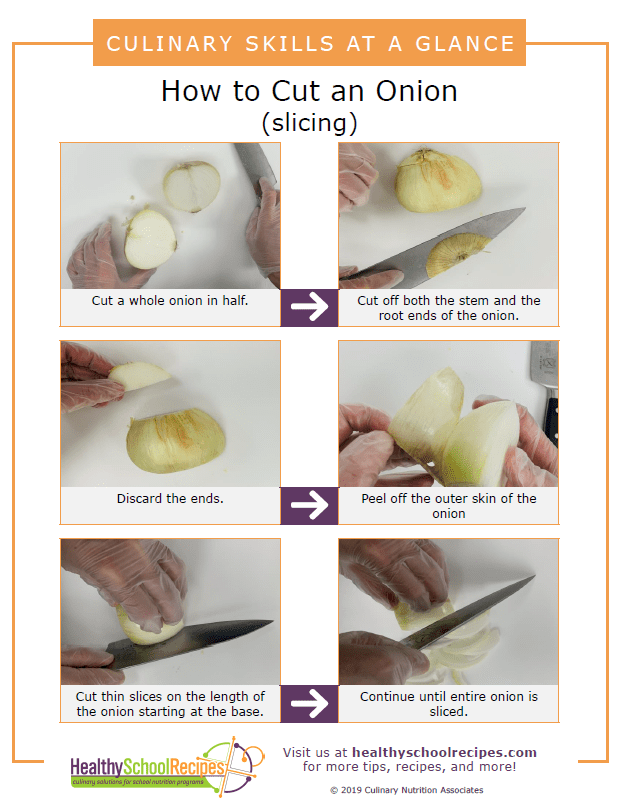 CULINARY SKILLS AT A GLANCE
How to Cut an Onion
(slicing)
Cut a whole onion in half.
Cut off both the stem and the
root ends of the onion.
Discard the ends.
Peel off the outer skin of the
onion
Cut thin slices on the length of
the onion starting at the base.
Continue until entire onion is
sliced.
HealthySchoolRecipes
culinary solutions for school nutrition programs
Visit us at healthyschoolrecipes.com
for more tips, recipes, and more!
© 2019 Culinary Nutrition Associates